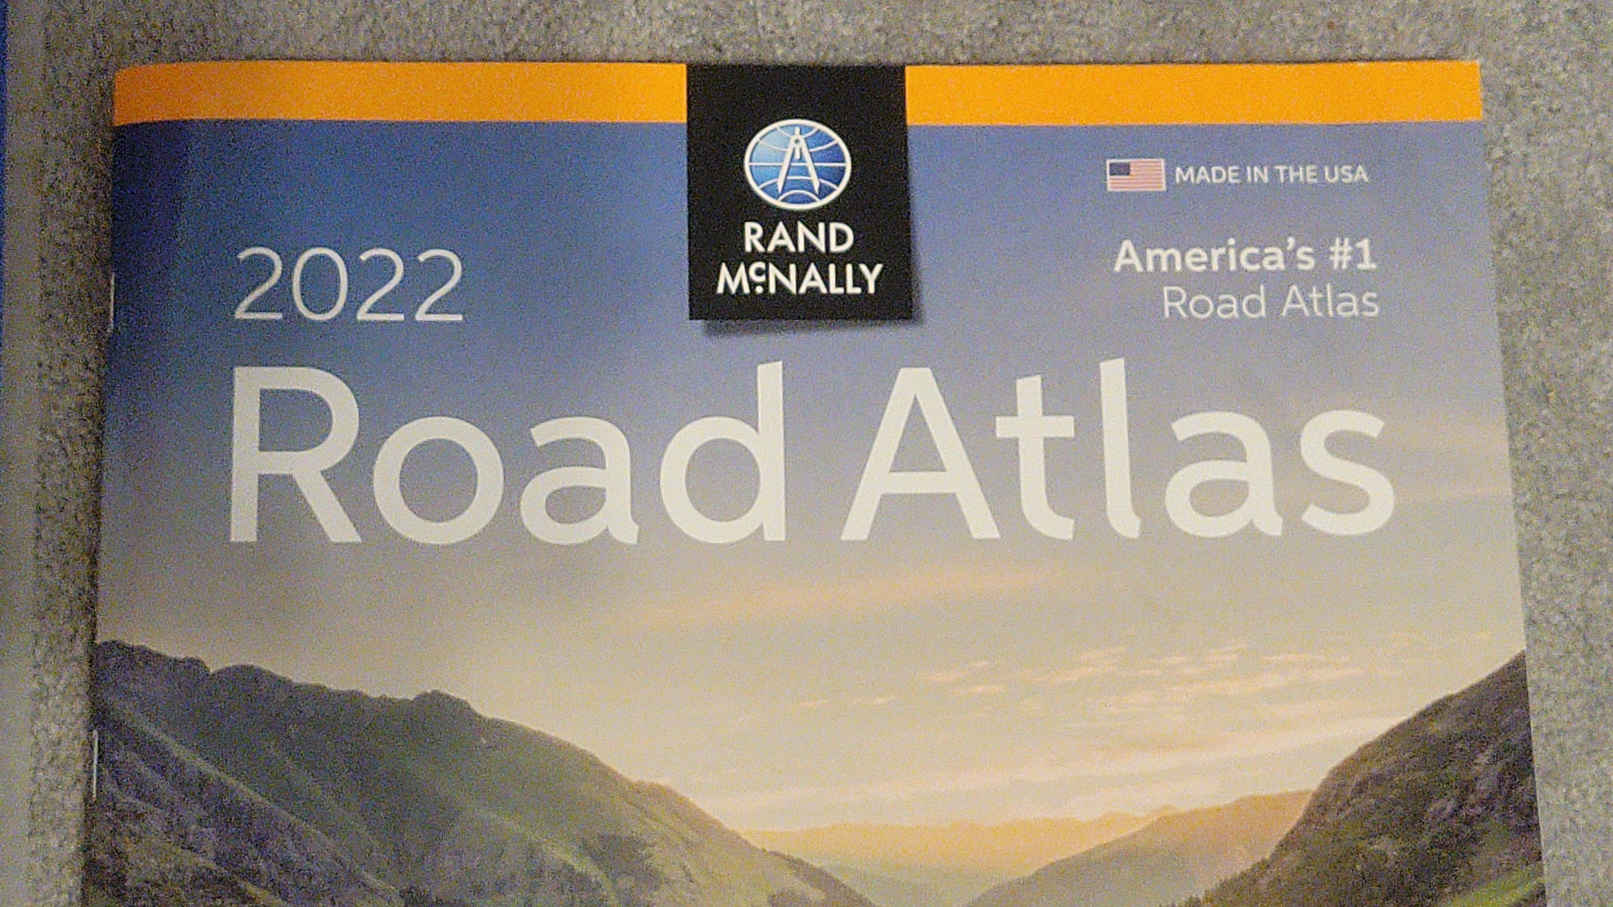 RAND
McNALLY
MADE IN THE USA
2022
America's #1
Road Atlas
Road Atlas